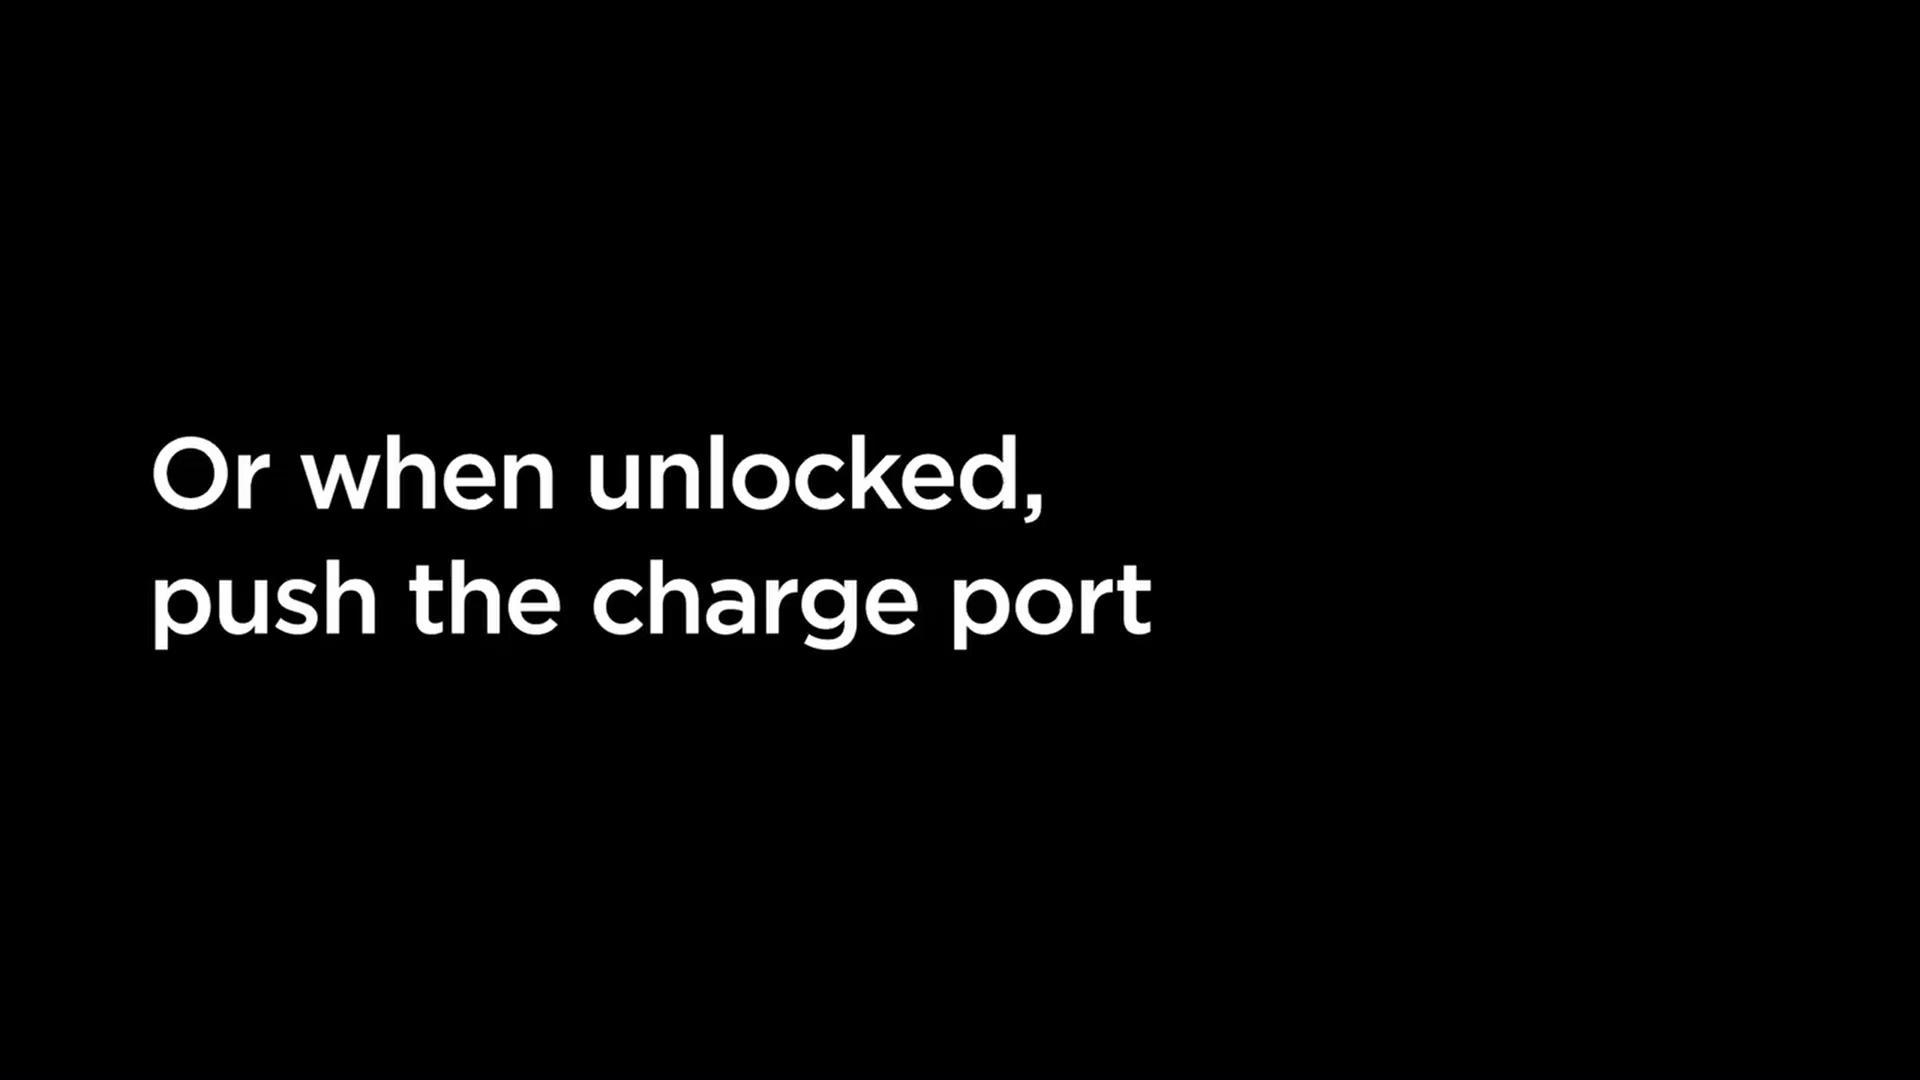 Or when unlocked,
push the charge port